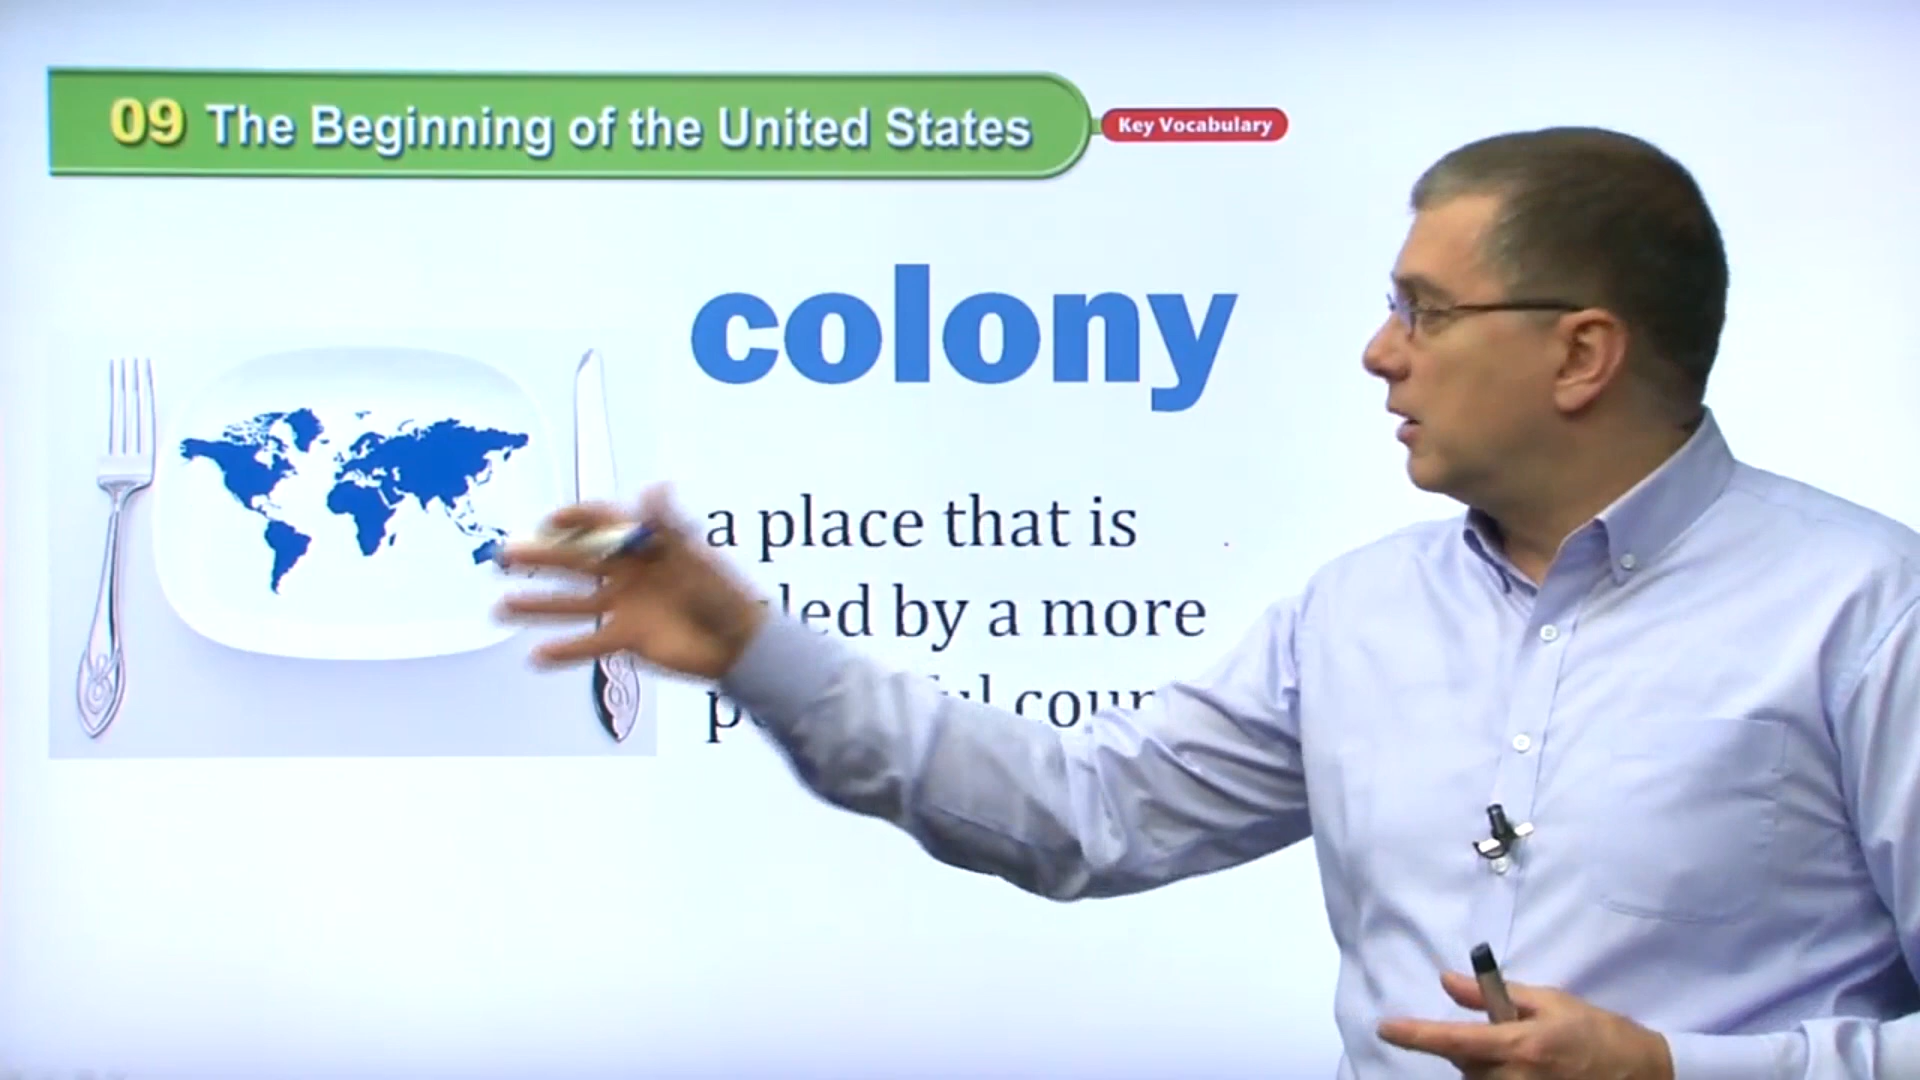 09 The Beginning of the United States
Key Vocabulary
colony
a place that is
by a more